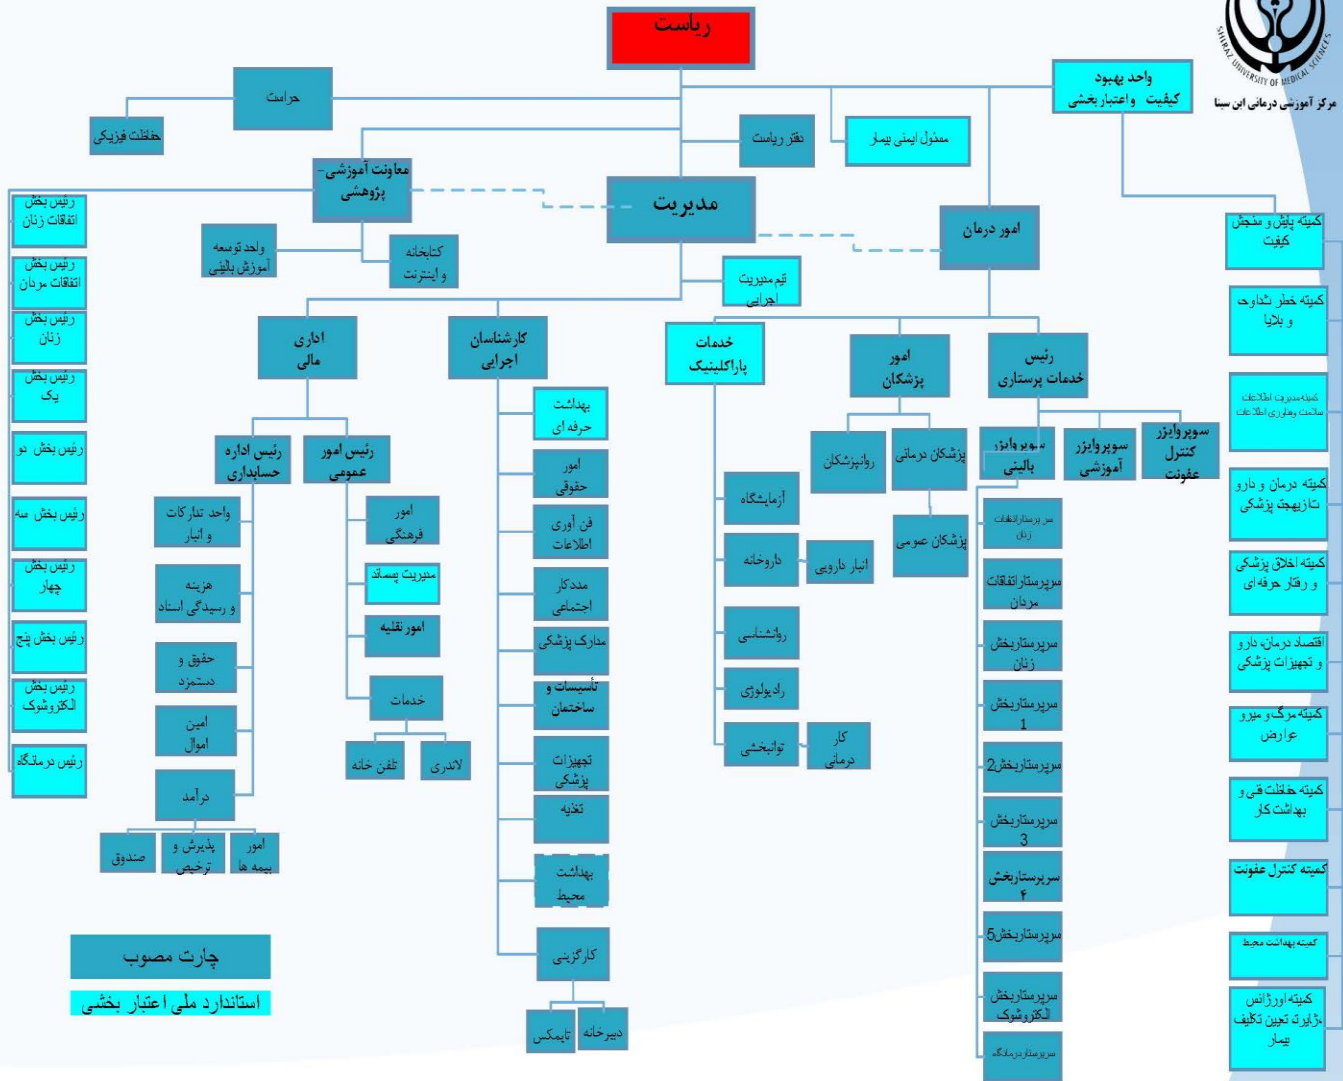 ریاست
SHIRAZ UNIVERSITY OF MEDICAL SCIENCES
مرکز آموزشی درمانی ابن سینا
واحد بهبود
کیفیت و اعتباربخشی
حراست
حفاظت فیزیکی
دفتر ریاست
مسئول ایمنی بیمار
معاونت آموزشی-
پژوهشی
مدیریت
امور درمان
واحد توسعه
آموزش بالینی
کتابخانه
و اینترنت
تیم مدیریت
اجرایی
رئیس بخش
اتفاقات زنان
رئیس بخش
اتفاقات مردان
رئیس بخش
زنان
رئیس بخش
یک
رئیس بخش دو
رئیس بخش سه
رئیس بخش
چهار
رئیس بخش پنج
رئیس بخش
الکتروشوک
رئیس درمانگاه
اداری
مالی
کارشناسان
اجرایی
خدمات
پاراکلینیک
امور
پزشکان
رئیس
خدمات پرستاری
رئیس اداره
حسابداری
رئیس امور
عمومی
واحد تدارکات
و انبار
هزینه
و رسیدگی اسناد
حقوق و
دستمزد
امین
اموال
درآمد
صندوق
پذیرش و
ترخیص
امور
بیمه ها
امور
فرهنگی
مدیریت پسماند
امور نقلیه
خدمات
تلفن خانه
لاندری
بهداشت
حرفه ای
امور
حقوقی
فن آوری
اطلاعات
مددکار
اجتماعی
مدارک پزشکی
تأسیسات و
ساختمان
تجهیزات
پزشکی
تغذیه
بهداشت
محیط
کارگزینی
تایمکس
دبیرخانه
آزمایشگاه
داروخانه
انبار دارویی
روانشناسی
رادیولوژی
توانبخشی
کار
درمانی
روانپزشکان
پزشکان درمانی
پزشکان عمومی
سوپروایزر
بالینی
سوپروایزر
آموزشی
سوپروایزر
کنترل
عفونت
سرپرستاراتفاقات
زنان
سرپرستاراتفاقات
مردان
سرپرستاربخش
زنان
سرپرستاربخش
1
سرپرستاربخش2
سرپرستاربخش
3
سرپرستاربخش
۴
سرپرستاربخش5
سرپرستاربخش
الکتروشوک
سرپرستاردرمانگاه
کمیته پایش و سنجش
کیفیت
کمیته خطر
و بلایا
کمیته مدیریت اطلاعات
سلامت وفناوری اطلاعات
کمیته درمان و دارو
پزشکی
کمیته اخلاق پزشکی
و رفتار حرفه ای
اقتصاد درمان، دارو
و تجهیزات پزشکی
کمیته مرگ و میر و
عوارض
کمیته حفاظت فنی و
بهداشت کار
کمیته کنترل عفونت
کمیته بهداشت محیط
کمیته اورژانس
تعیین تکلیف
بیمار
چارت مصوب
استاندارد ملی اعتبار بخشی